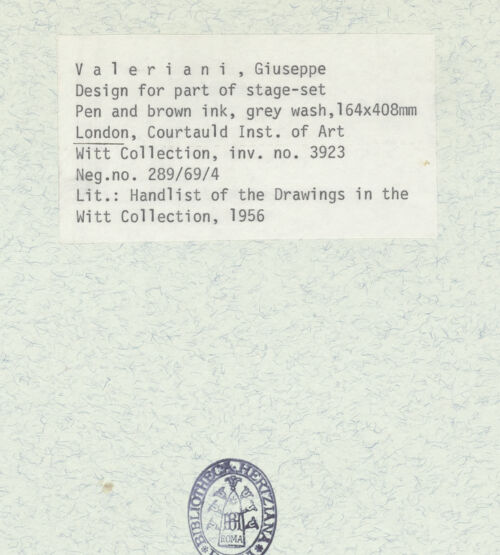 V a l e r i a n i , Giuseppe
Design for part of stage-set
Pen and brown ink, grey wash,164x408mm
London, Courtauld Inst. of Art
Witt Collection, inv. no. 3923
Neg.no. 289/69/4
Lit.: Handlist of the Drawings in the
Witt Collection, 1956
BIBLIOTHECA HERTZIANA
ROMA